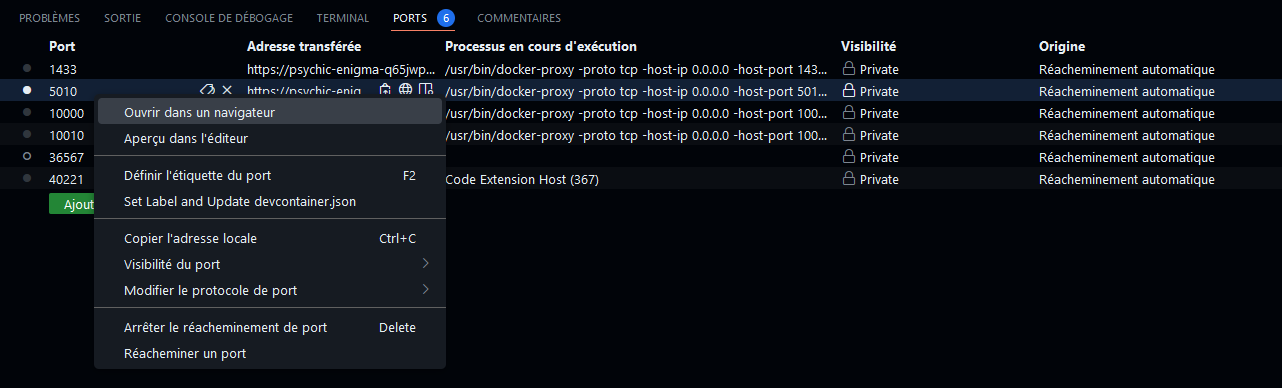 PROBLÈMES SORTIE CONSOLE DE DÉBOGAGE TERMINAL PORTS 6 COMMENTAIRES
Port Adresse transférée Processus en cours d'exécution Visibilité Origine
1433 https://psychic-enigma-q65jwp... /usr/bin/docker-proxy -proto tcp -host-ip 0.0.0.0 -host-port 143... Private Réacheminement automatique
5010 https://psychic-enig /usr/bin/docker-proxy -proto tcp -host-ip 0.0.0.0 -host-port 501... Private Réacheminement automatique
10000 /usr/bin/docker-proxy -proto tcp -host-ip 0.0.0.0 -host-port 100... Private Réacheminement automatique
10010 /usr/bin/docker-proxy -proto tcp -host-ip 0.0.0.0 -host-port 100... Private Réacheminement automatique
36567 Private Réacheminement automatique
40221 Code Extension Host (367) Private Réacheminement automatique
Ajout
Ouvrir dans un navigateur
Aperçu dans l'éditeur
Définir l'étiquette du port F2
Set Label and Update devcontainer.json
Copier l'adresse locale Ctrl+C
Visibilité du port
Modifier le protocole de port
Arrêter le réacheminement de port Delete
Réacheminer un port